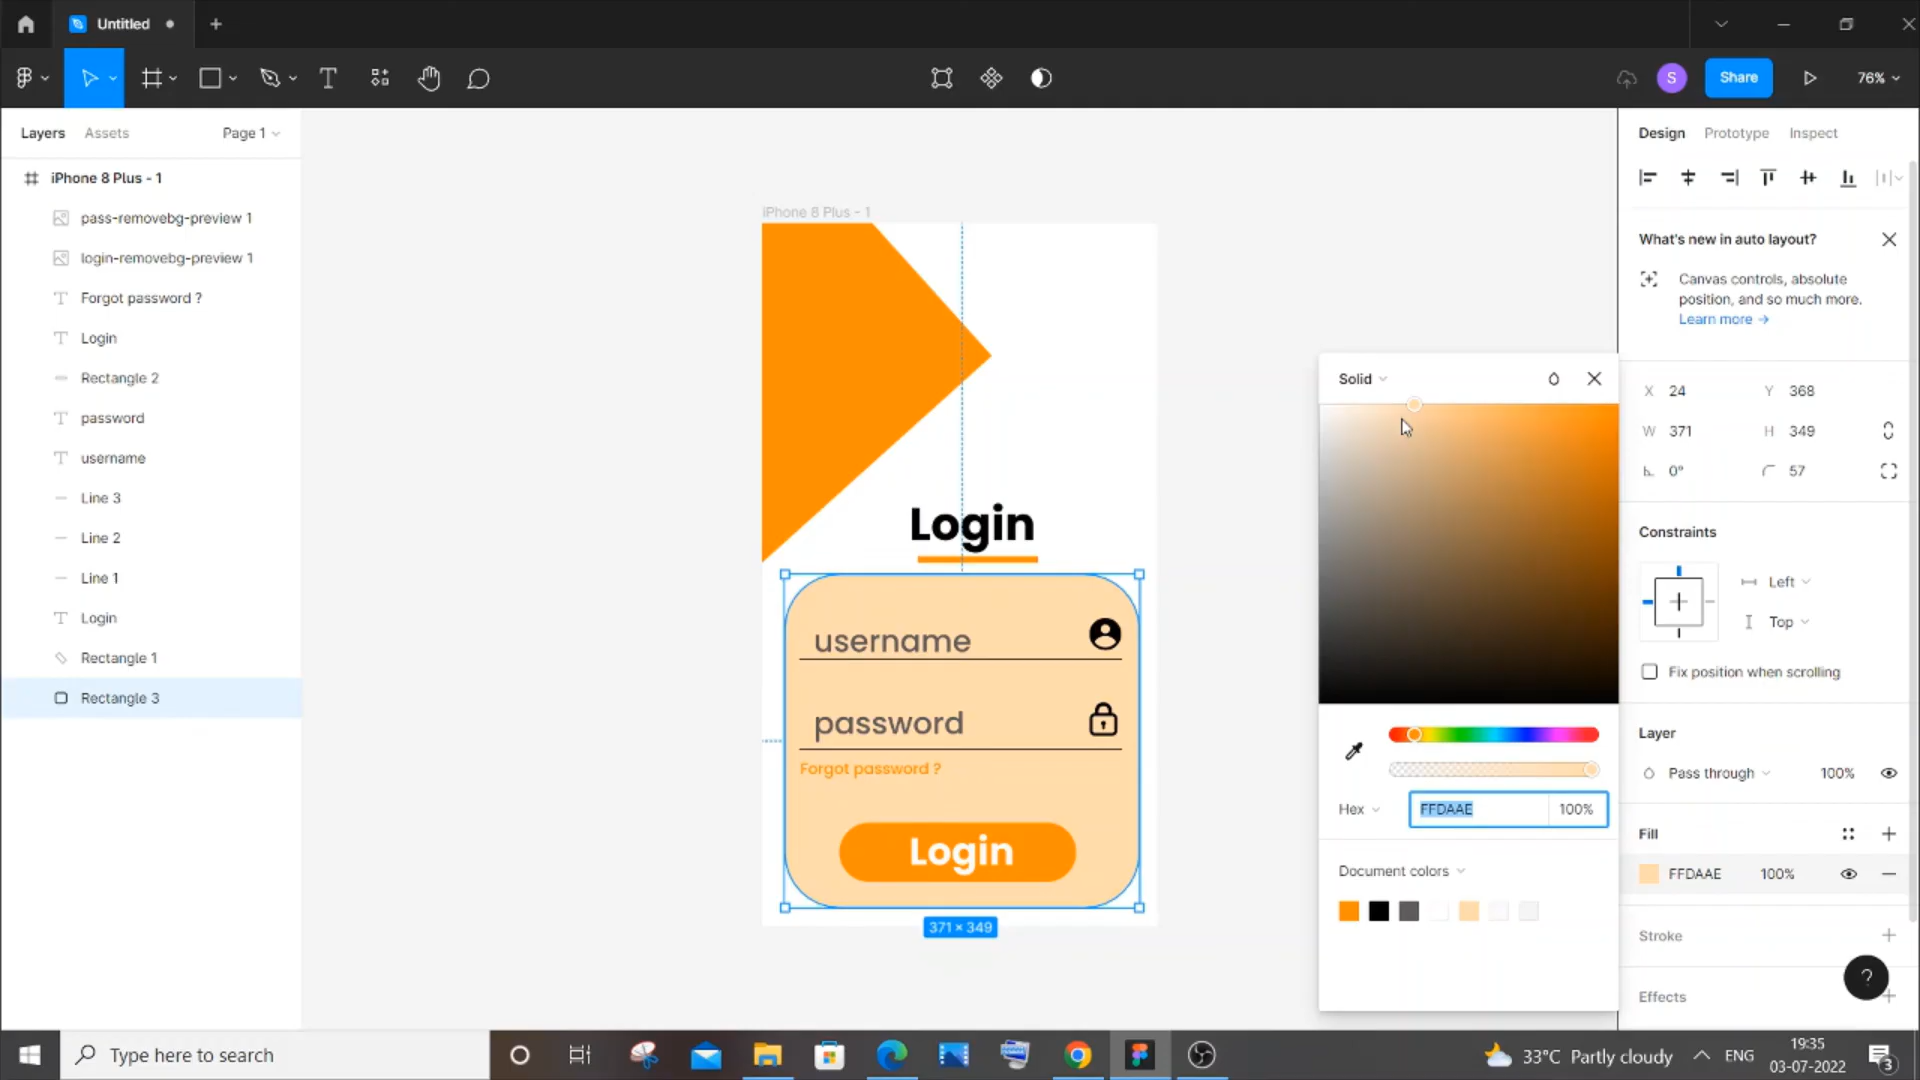 Untitled
S
Share
76%
Layers
Assets
Page 1
iPhone 8 Plus - 1
pass-removebg-preview 1
login-removebg-preview 1
Forgot password ?
Login
Rectangle 2
password
username
Line 3
Line 2
Line 1
Login
Rectangle 1
Rectangle 3
iPhone 8 Plus - 1
Login
username
password
Forgot password ?
Login
371 × 349
Solid
Hex
FFDAAE
100%
Document colors
Design
Prototype
Inspect
What's new in auto layout?
Canvas controls, absolute
position, and so much more.
Learn more →
X 24
Y 368
W 371
H 349
0°
57
Constraints
Left
Top
Fix position when scrolling
Layer
Pass through
100%
Fill
FFDAAE
100%
Stroke
Effects
?
Type here to search
33°C Partly cloudy
ENG
19:35
03-07-2022
3